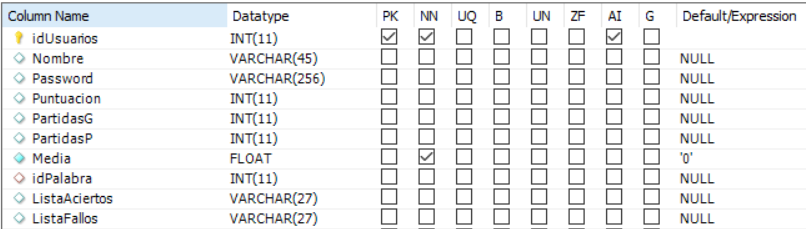 Column Name Datatype PK NN UQ B UN ZF AI G Default/Expression
idUsuarios INT(11)
Nombre VARCHAR(45) NULL
Password VARCHAR(256) NULL
Puntuacion INT(11) NULL
PartidasG INT(11) NULL
PartidasP INT(11) NULL
Media FLOAT '0'
idPalabra INT(11) NULL
ListaAciertos VARCHAR(27) NULL
ListaFallos VARCHAR(27) NULL